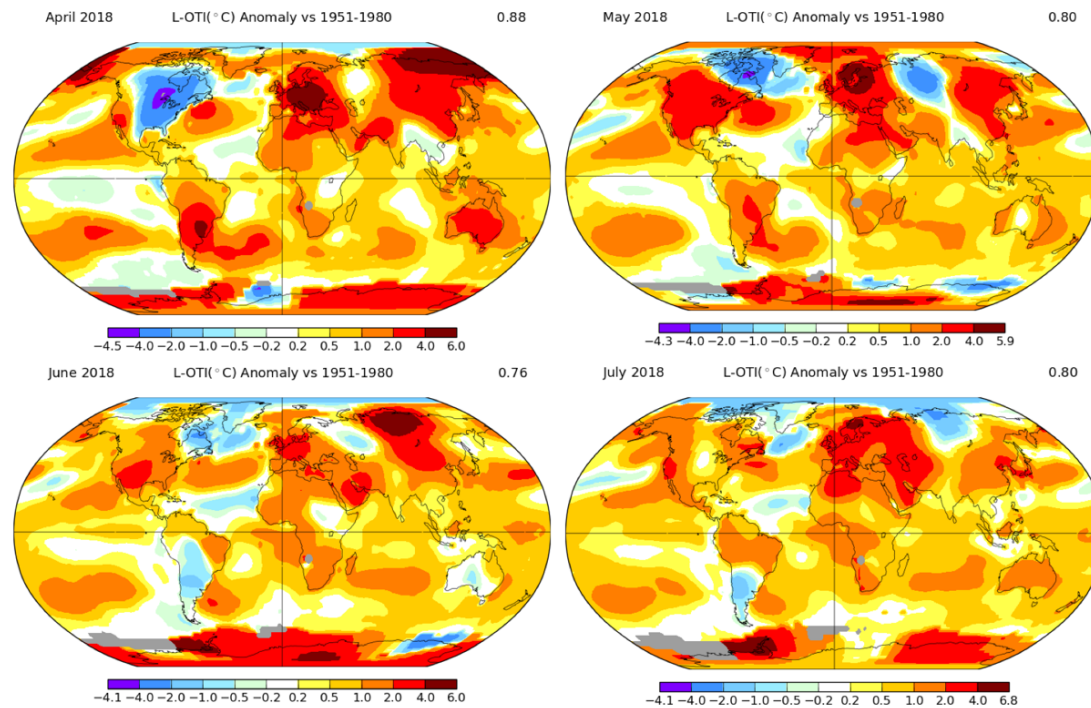 April 2018 L-OTI(°C) Anomaly vs 1951-1980 0.88
May 2018 L-OTI(°C) Anomaly vs 1951-1980 0.80
−4.5 −4.0 −2.0 −1.0 −0.5 −0.2 0.2 0.5 1.0 2.0 4.0 6.0
−4.3 −4.0 −2.0 −1.0 −0.5 −0.2 0.2 0.5 1.0 2.0 4.0 5.9
June 2018 L-OTI(°C) Anomaly vs 1951-1980 0.76
July 2018 L-OTI(°C) Anomaly vs 1951-1980 0.80
−4.1 −4.0 −2.0 −1.0 −0.5 −0.2 0.2 0.5 1.0 2.0 4.0 6.0
−4.1 −4.0 −2.0 −1.0 −0.5 −0.2 0.2 0.5 1.0 2.0 4.0 6.8